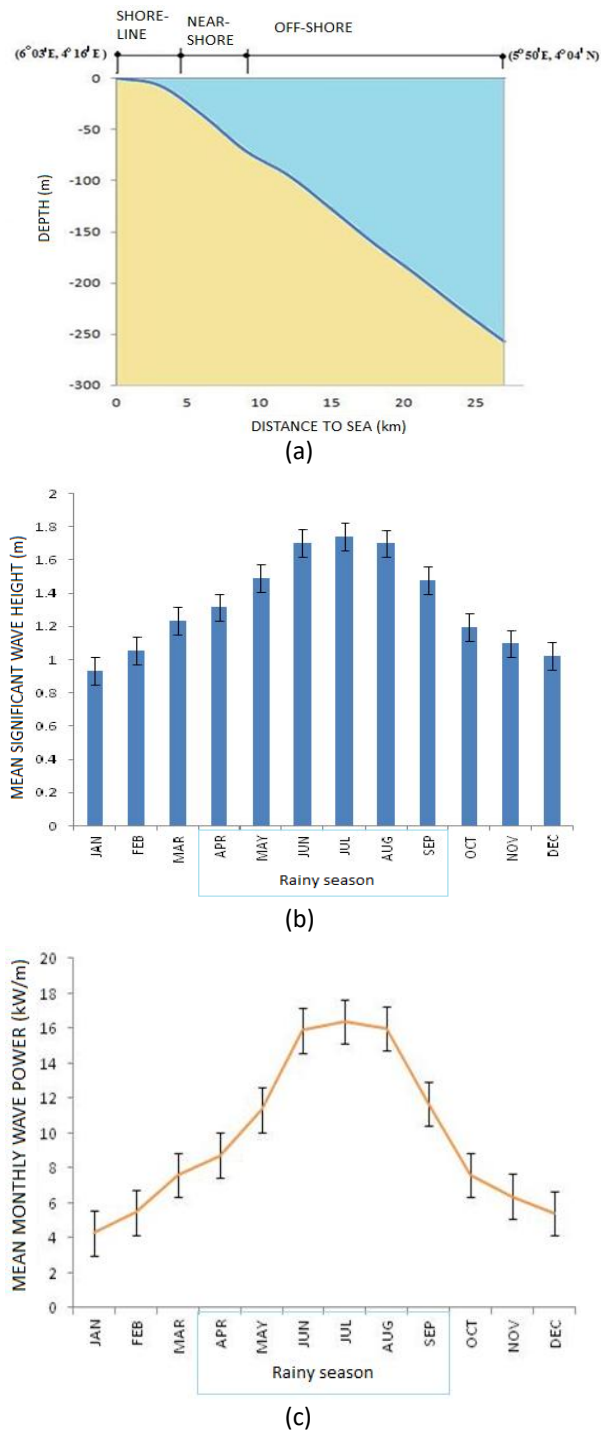 SHORE-
LINE
NEAR-
SHORE
OFF-SHORE
(6° 03'E, 4° 16' E )
(5° 50'E, 4° 04' N)
DEPTH (m)
0
-50
-100
-150
-200
-250
-300
0 5 10 15 20 25
DISTANCE TO SEA (km)
(a)
MEAN SIGNIFICANT WAVE HEIGHT (m)
2
1.8
1.6
1.4
1.2
1
0.8
0.6
0.4
0.2
0
JAN FEB MAR APR MAY JUN JUL AUG SEP OCT NOV DEC
Rainy season
(b)
MEAN MONTHLY WAVE POWER (kW/m)
20
18
16
14
12
10
8
6
4
2
0
JAN FEB MAR APR MAY JUN JUL AUG SEP OCT NOV DEC
Rainy season
(c)